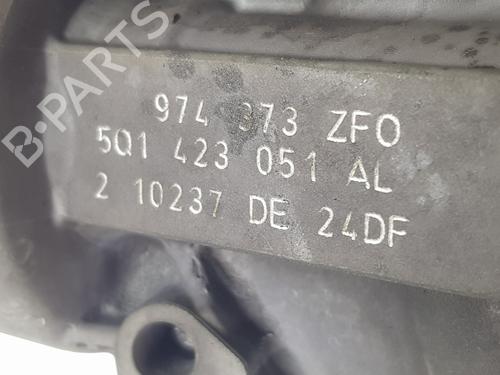 974 373 ZFO
5Q1 423 051 AL
2 10237 DE 24DF
B-PARTS